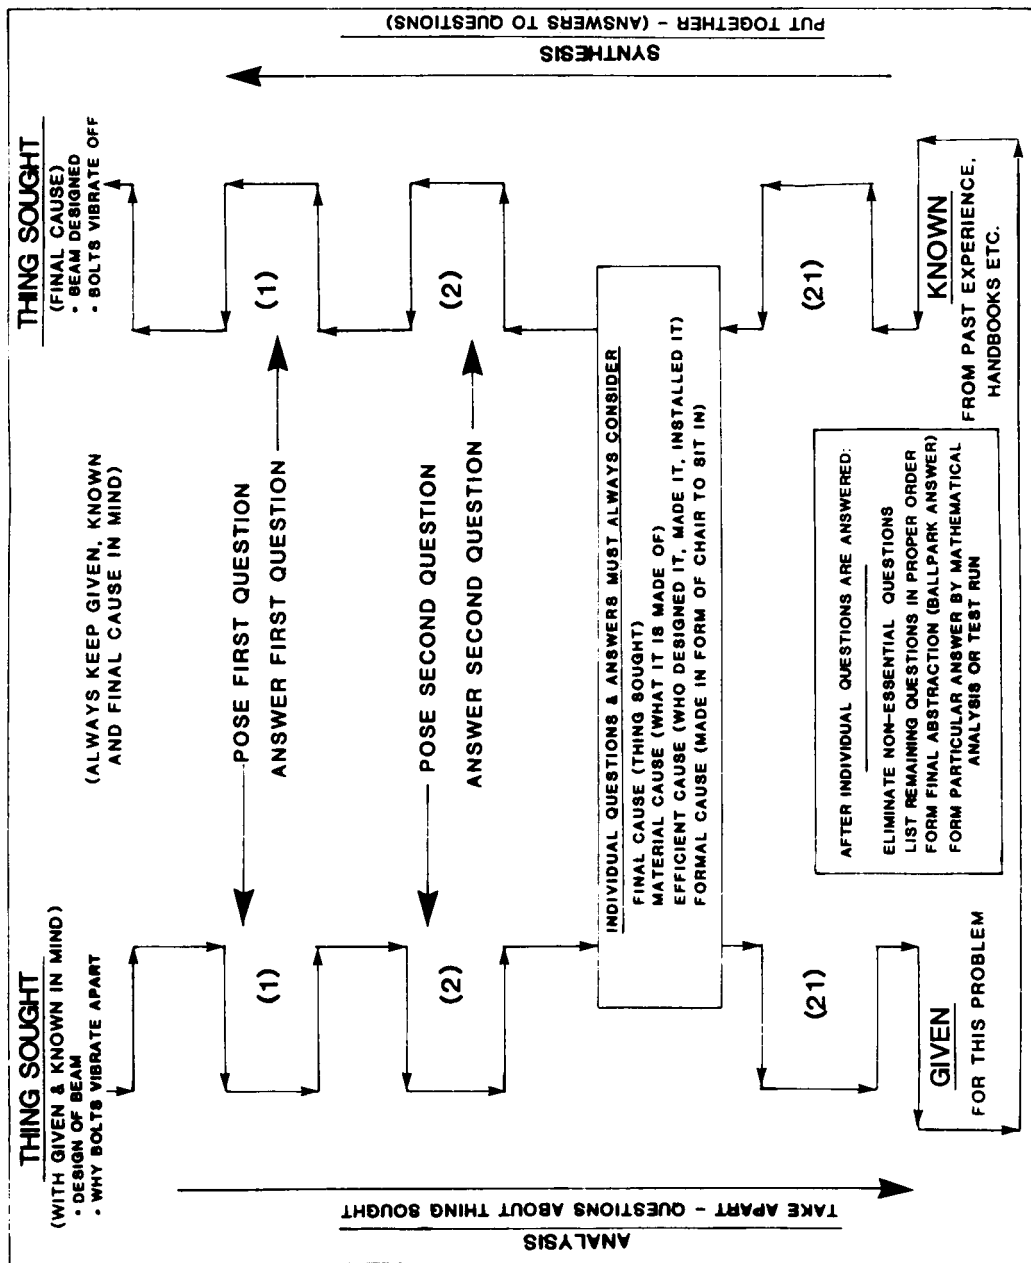 THING SOUGHT
(WITH GIVEN & KNOWN IN MIND)
• DESIGN OF BEAM
• WHY BOLTS VIBRATE APART
(ALWAYS KEEP GIVEN, KNOWN
AND FINAL CAUSE IN MIND)
THING SOUGHT
(FINAL CAUSE)
• BEAM DESIGNED
• BOLTS VIBRATE OFF
ANALYSIS
TAKE APART - QUESTIONS ABOUT THING SOUGHT
(1)
POSE FIRST QUESTION
ANSWER FIRST QUESTION
(1)
(2)
POSE SECOND QUESTION
ANSWER SECOND QUESTION
(2)
INDIVIDUAL QUESTIONS & ANSWERS MUST ALWAYS CONSIDER
FINAL CAUSE (THING SOUGHT)
MATERIAL CAUSE (WHAT IT IS MADE OF)
EFFICIENT CAUSE (WHO DESIGNED IT, MADE IT, INSTALLED IT)
FORMAL CAUSE (MADE IN FORM OF CHAIR TO SIT IN)
(21)
(21)
AFTER INDIVIDUAL QUESTIONS ARE ANSWERED:
ELIMINATE NON-ESSENTIAL QUESTIONS
LIST REMAINING QUESTIONS IN PROPER ORDER
FORM FINAL ABSTRACTION (BALLPARK ANSWER)
FORM PARTICULAR ANSWER BY MATHEMATICAL
ANALYSIS OR TEST RUN
GIVEN
FOR THIS PROBLEM
KNOWN
FROM PAST EXPERIENCE,
HANDBOOKS ETC.
SYNTHESIS
PUT TOGETHER - (ANSWERS TO QUESTIONS)